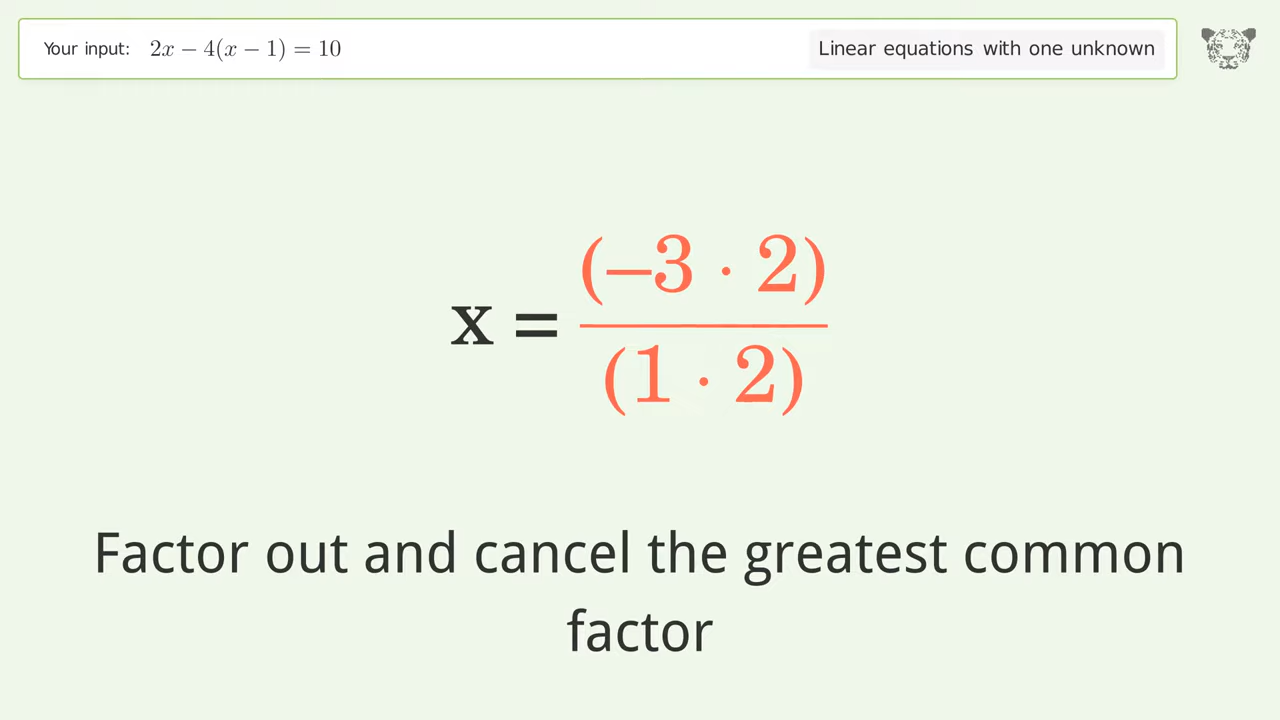 Your input: 2x − 4(x − 1) = 10
Linear equations with one unknown
x = (−3 · 2) / (1 · 2)
Factor out and cancel the greatest common
factor